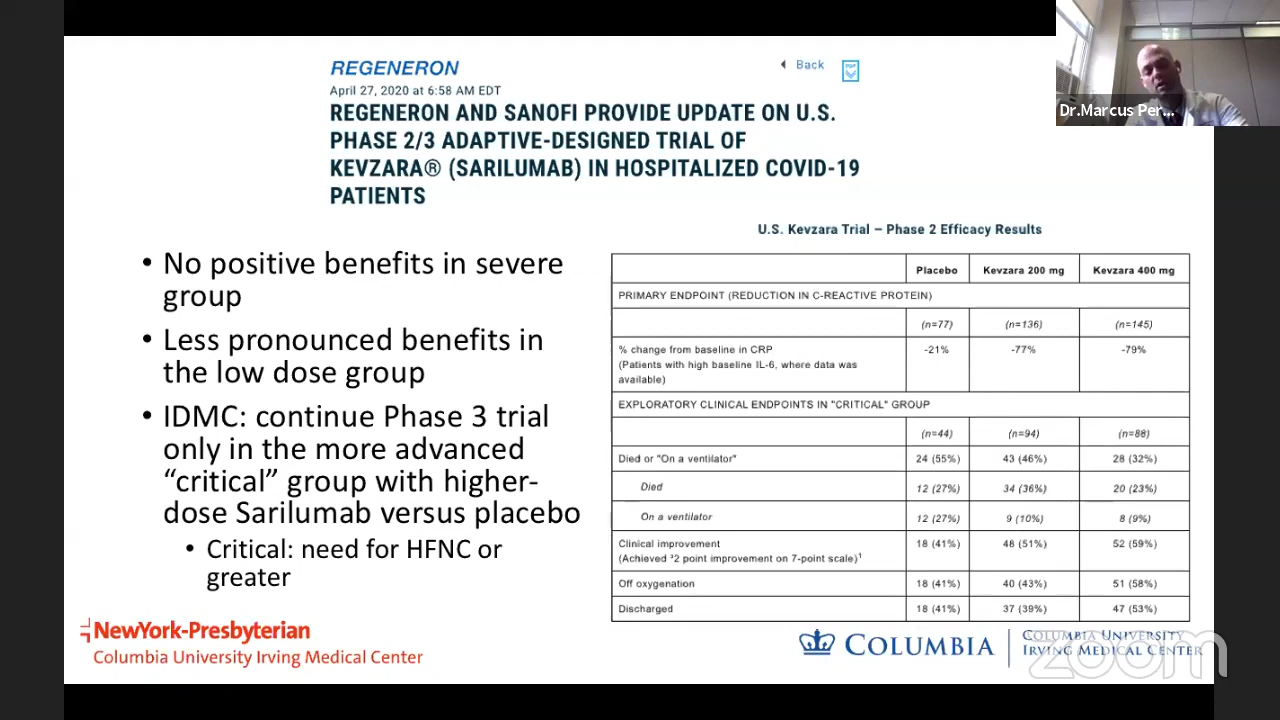 REGENERON
Back
PDF
April 27, 2020 at 6:58 AM EDT
REGENERON AND SANOFI PROVIDE UPDATE ON U.S.
PHASE 2/3 ADAPTIVE-DESIGNED TRIAL OF
KEVZARA® (SARILUMAB) IN HOSPITALIZED COVID-19
PATIENTS
Dr.Marcus Per...
• No positive benefits in severe
group
• Less pronounced benefits in
the low dose group
• IDMC: continue Phase 3 trial
only in the more advanced
“critical” group with higher-
dose Sarilumab versus placebo
• Critical: need for HFNC or
greater
U.S. Kevzara Trial – Phase 2 Efficacy Results
Placebo Kevzara 200 mg Kevzara 400 mg
PRIMARY ENDPOINT (REDUCTION IN C-REACTIVE PROTEIN)
(n=77) (n=136) (n=145)
% change from baseline in CRP -21% -77% -79%
(Patients with high baseline IL-6, where data was
available)
EXPLORATORY CLINICAL ENDPOINTS IN "CRITICAL" GROUP
(n=44) (n=94) (n=88)
Died or "On a ventilator" 24 (55%) 43 (46%) 28 (32%)
Died 12 (27%) 34 (36%) 20 (23%)
On a ventilator 12 (27%) 9 (10%) 8 (9%)
Clinical improvement 18 (41%) 48 (51%) 52 (59%)
(Achieved ³2 point improvement on 7-point scale)¹
Off oxygenation 18 (41%) 40 (43%) 51 (58%)
Discharged 18 (41%) 37 (39%) 47 (53%)
NewYork-Presbyterian
Columbia University Irving Medical Center
COLUMBIA
COLUMBIA UNIVERSITY
IRVING MEDICAL CENTER
zoom